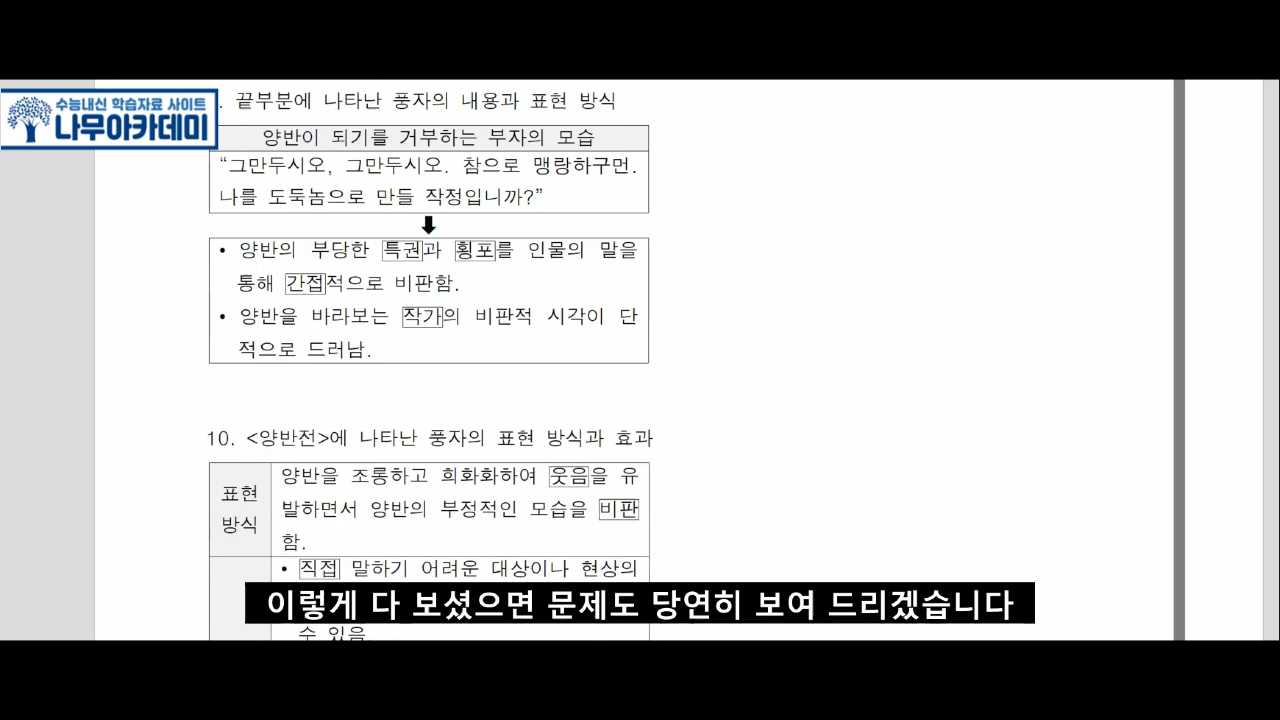 수능내신 학습자료 사이트
나무아카데미
. 끝부분에 나타난 풍자의 내용과 표현 방식
양반이 되기를 거부하는 부자의 모습
“그만두시오, 그만두시오. 참으로 맹랑하구먼.
나를 도둑놈으로 만들 작정입니까?”
• 양반의 부당한 특권과 횡포를 인물의 말을
통해 간접적으로 비판함.
• 양반을 바라보는 작가의 비판적 시각이 단
적으로 드러남.
10. <양반전>에 나타난 풍자의 표현 방식과 효과
표현
방식
양반을 조롱하고 희화화하여 웃음을 유
발하면서 양반의 부정적인 모습을 비판
함.
• 직접 말하기 어려운 대상이나 현상의
수 있음
이렇게 다 보셨으면 문제도 당연히 보여 드리겠습니다